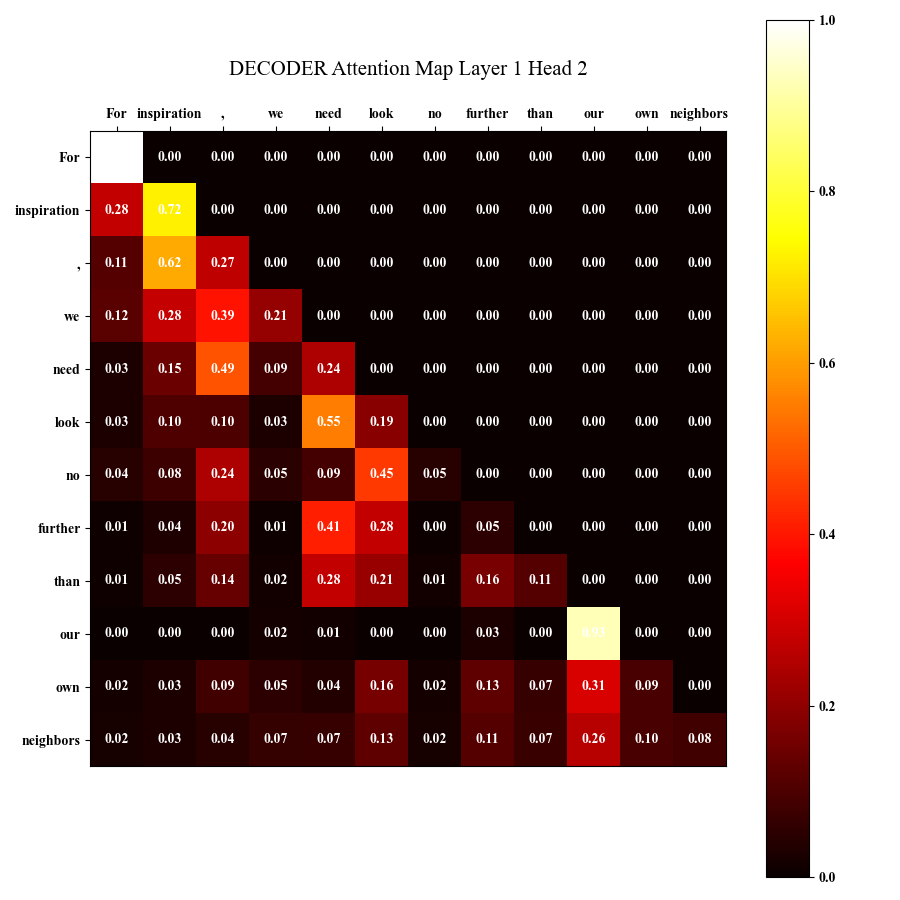 DECODER Attention Map Layer 1 Head 2
For inspiration , we need look no further than our own neighbors
For 0.00 0.00 0.00 0.00 0.00 0.00 0.00 0.00 0.00 0.00 0.00
inspiration 0.28 0.72 0.00 0.00 0.00 0.00 0.00 0.00 0.00 0.00 0.00 0.00
, 0.11 0.62 0.27 0.00 0.00 0.00 0.00 0.00 0.00 0.00 0.00 0.00
we 0.12 0.28 0.39 0.21 0.00 0.00 0.00 0.00 0.00 0.00 0.00 0.00
need 0.03 0.15 0.49 0.09 0.24 0.00 0.00 0.00 0.00 0.00 0.00 0.00
look 0.03 0.10 0.10 0.03 0.55 0.19 0.00 0.00 0.00 0.00 0.00 0.00
no 0.04 0.08 0.24 0.05 0.09 0.45 0.05 0.00 0.00 0.00 0.00 0.00
further 0.01 0.04 0.20 0.01 0.41 0.28 0.00 0.05 0.00 0.00 0.00 0.00
than 0.01 0.05 0.14 0.02 0.28 0.21 0.01 0.16 0.11 0.00 0.00 0.00
our 0.00 0.00 0.00 0.02 0.01 0.00 0.00 0.03 0.00 0.00 0.00
own 0.02 0.03 0.09 0.05 0.04 0.16 0.02 0.13 0.07 0.31 0.09 0.00
neighbors 0.02 0.03 0.04 0.07 0.07 0.13 0.02 0.11 0.07 0.26 0.10 0.08
1.0
0.8
0.6
0.4
0.2
0.0